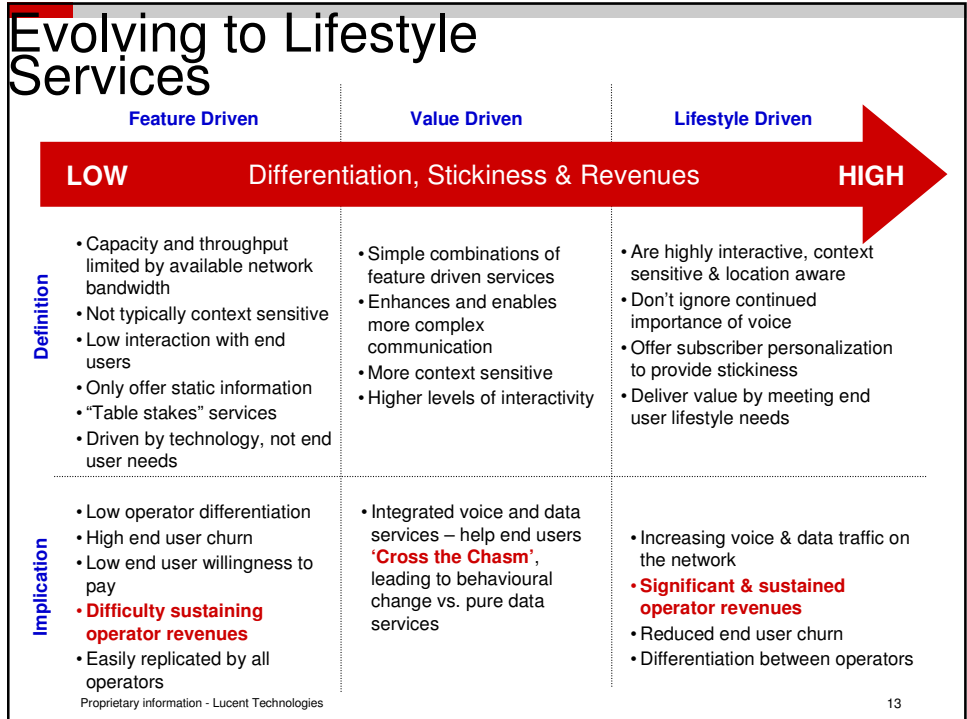 Evolving to Lifestyle
Services
Feature Driven
Value Driven
Lifestyle Driven
LOW
Differentiation, Stickiness & Revenues
HIGH
Definition
• Capacity and throughput
limited by available network
bandwidth
• Not typically context sensitive
• Low interaction with end
users
• Only offer static information
• “Table stakes” services
• Driven by technology, not end
user needs
• Simple combinations of
feature driven services
• Enhances and enables
more complex
communication
• More context sensitive
• Higher levels of interactivity
• Are highly interactive, context
sensitive & location aware
• Don’t ignore continued
importance of voice
• Offer subscriber personalization
to provide stickiness
• Deliver value by meeting end
user lifestyle needs
Implication
• Low operator differentiation
• High end user churn
• Low end user willingness to
pay
• Difficulty sustaining
operator revenues
• Easily replicated by all
operators
• Integrated voice and data
services – help end users
‘Cross the Chasm’,
leading to behavioural
change vs. pure data
services
• Increasing voice & data traffic on
the network
• Significant & sustained
operator revenues
• Reduced end user churn
• Differentiation between operators
Proprietary information - Lucent Technologies
13